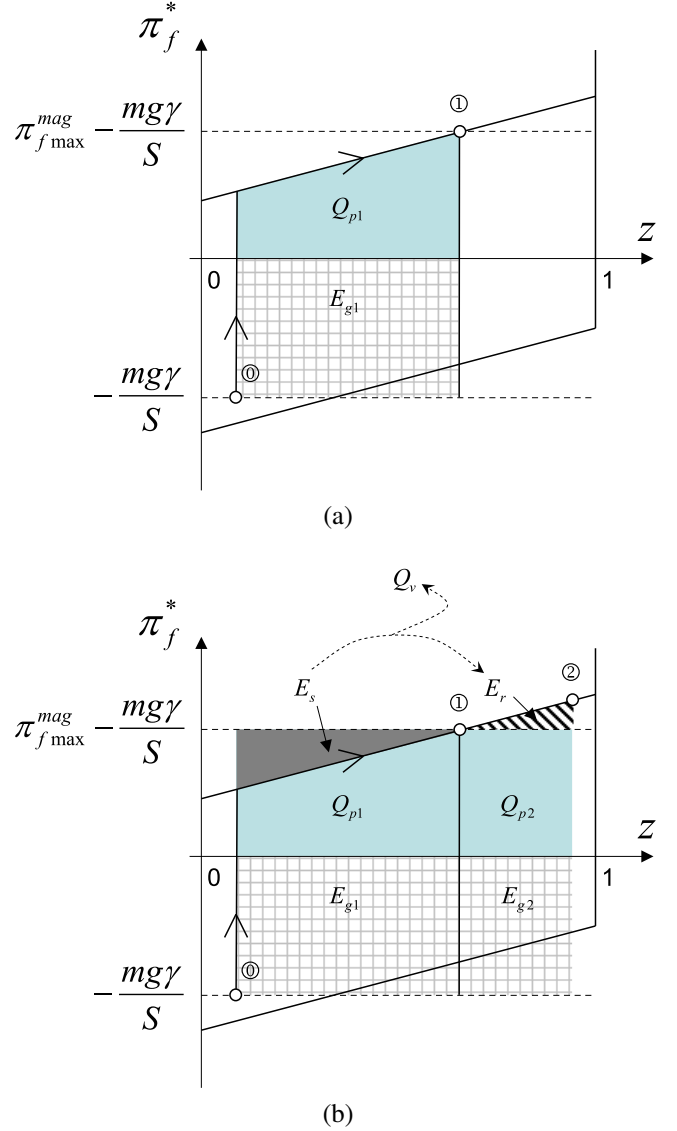 π*f
①
π^mag_f max − mgγ/S
Q_p1
z
0
1
E_g1
⓪
− mgγ/S
(a)
Q_v
π*f
②
E_s
①
E_r
π^mag_f max − mgγ/S
Q_p1
Q_p2
z
0
1
E_g1
E_g2
⓪
− mgγ/S
(b)